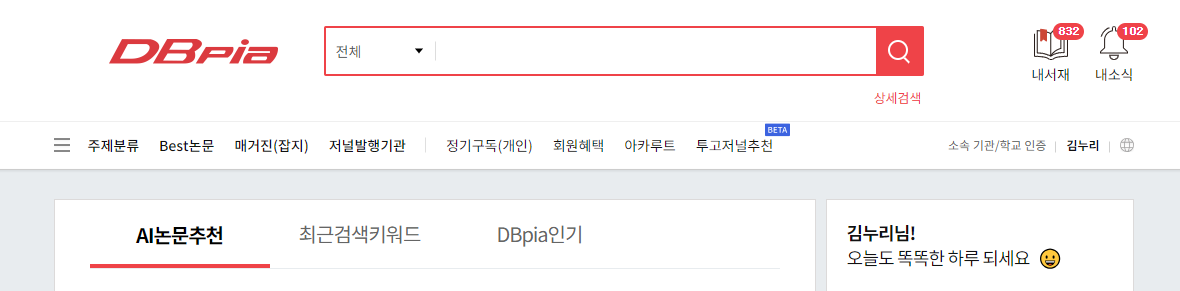 DBpia
전체
832
102
내서재
내소식
상세검색
BETA
주제분류 Best논문 매거진(잡지) 저널발행기관 정기구독(개인) 회원혜택 아카루트 투고저널추천 소속 기관/학교 인증 김누리
AI논문추천 최근검색키워드 DBpia인기
김누리님!
오늘도 똑똑한 하루 되세요